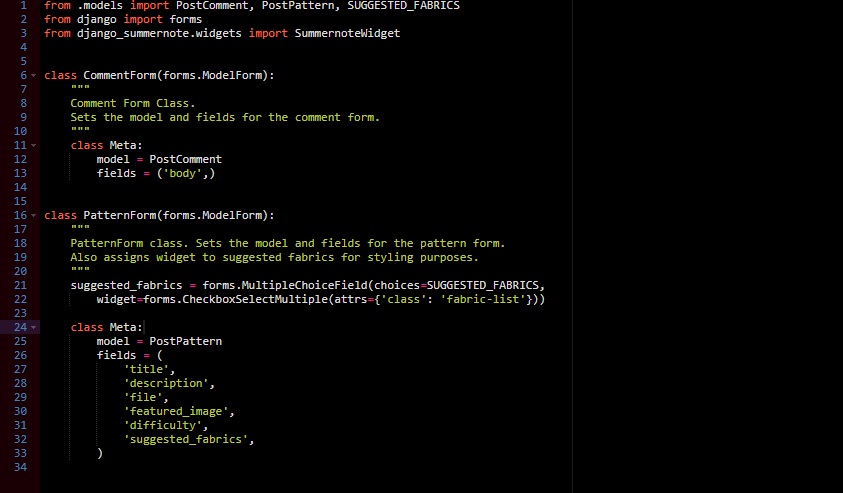 1 from .models import PostComment, PostPattern, SUGGESTED_FABRICS
2 from django import forms
3 from django_summernote.widgets import SummernoteWidget
4
5
6 class CommentForm(forms.ModelForm):
7     """
8     Comment Form Class.
9     Sets the model and fields for the comment form.
10     """
11     class Meta:
12         model = PostComment
13         fields = ('body',)
14
15
16 class PatternForm(forms.ModelForm):
17     """
18     PatternForm class. Sets the model and fields for the pattern form.
19     Also assigns widget to suggested fabrics for styling purposes.
20     """
21     suggested_fabrics = forms.MultipleChoiceField(choices=SUGGESTED_FABRICS,
22         widget=forms.CheckboxSelectMultiple(attrs={'class': 'fabric-list'}))
23
24     class Meta:
25         model = PostPattern
26         fields = (
27             'title',
28             'description',
29             'file',
30             'featured_image',
31             'difficulty',
32             'suggested_fabrics',
33         )
34